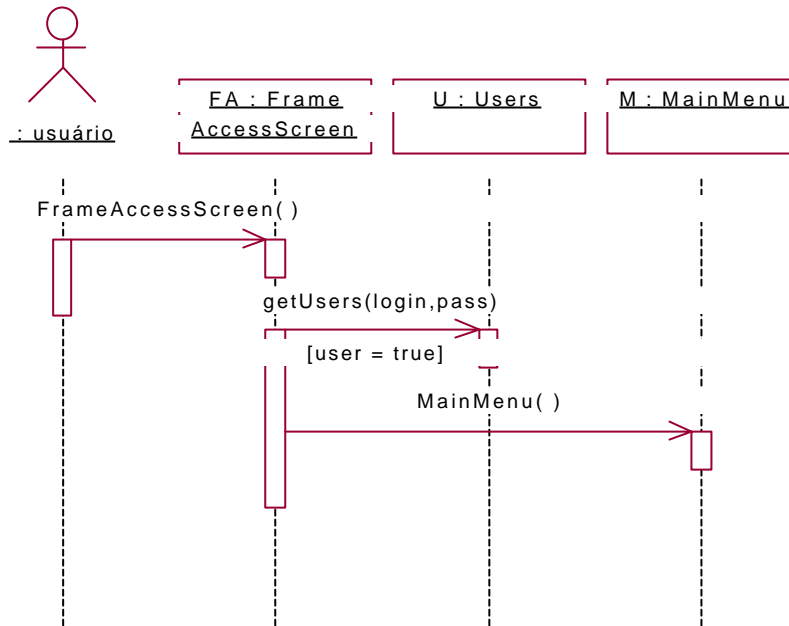 : usuário
FA : Frame
AccessScreen
U : Users
M : MainMenu
FrameAccessScreen( )
getUsers(login,pass)
[user = true]
MainMenu( )